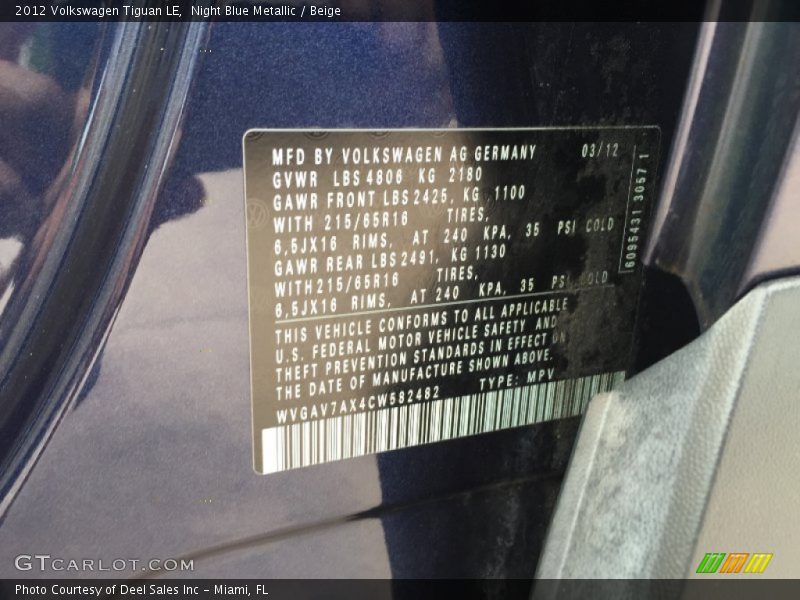 2012 Volkswagen Tiguan LE, Night Blue Metallic / Beige
MFD BY VOLKSWAGEN AG GERMANY 03/12
GVWR LBS 4806 KG 2180
GAWR FRONT LBS 2425, KG 1100
WITH 215/65R16 TIRES,
6,5JX16 RIMS, AT 240 KPA, 35 PSI COLD
GAWR REAR LBS 2491, KG 1130
WITH 215/65R16 TIRES,
6,5JX16 RIMS, AT 240 KPA, 35 PSI COLD
THIS VEHICLE CONFORMS TO ALL APPLICABLE
U.S. FEDERAL MOTOR VEHICLE SAFETY AND
THEFT PREVENTION STANDARDS IN EFFECT ON
THE DATE OF MANUFACTURE SHOWN ABOVE.
WVGAV7AX4CW582482 TYPE: MPV
6095431 3057 1
GTCARLOT.COM
Photo Courtesy of Deel Sales Inc – Miami, FL